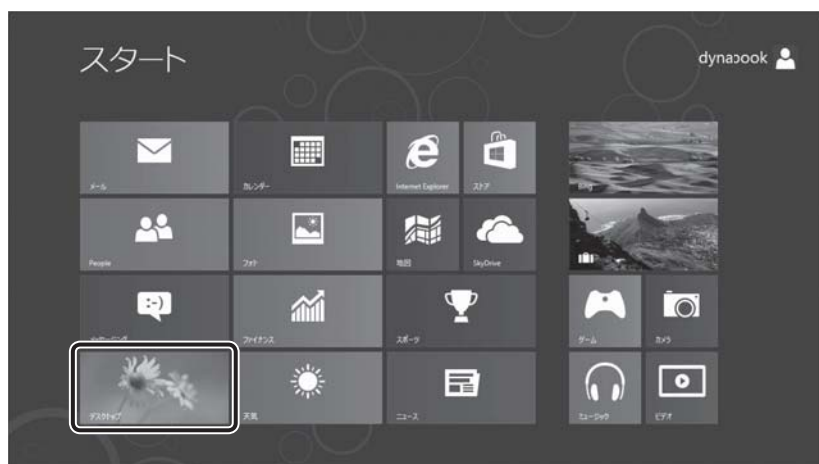 スタート
dynabook
メール
カレンダー
Internet Explorer
ストア
Bing
People
フォト
地図
SkyDrive
ファイナンス
スポーツ
ゲーム
カメラ
デスクトップ
天気
ニュース
ミュージック
ビデオ